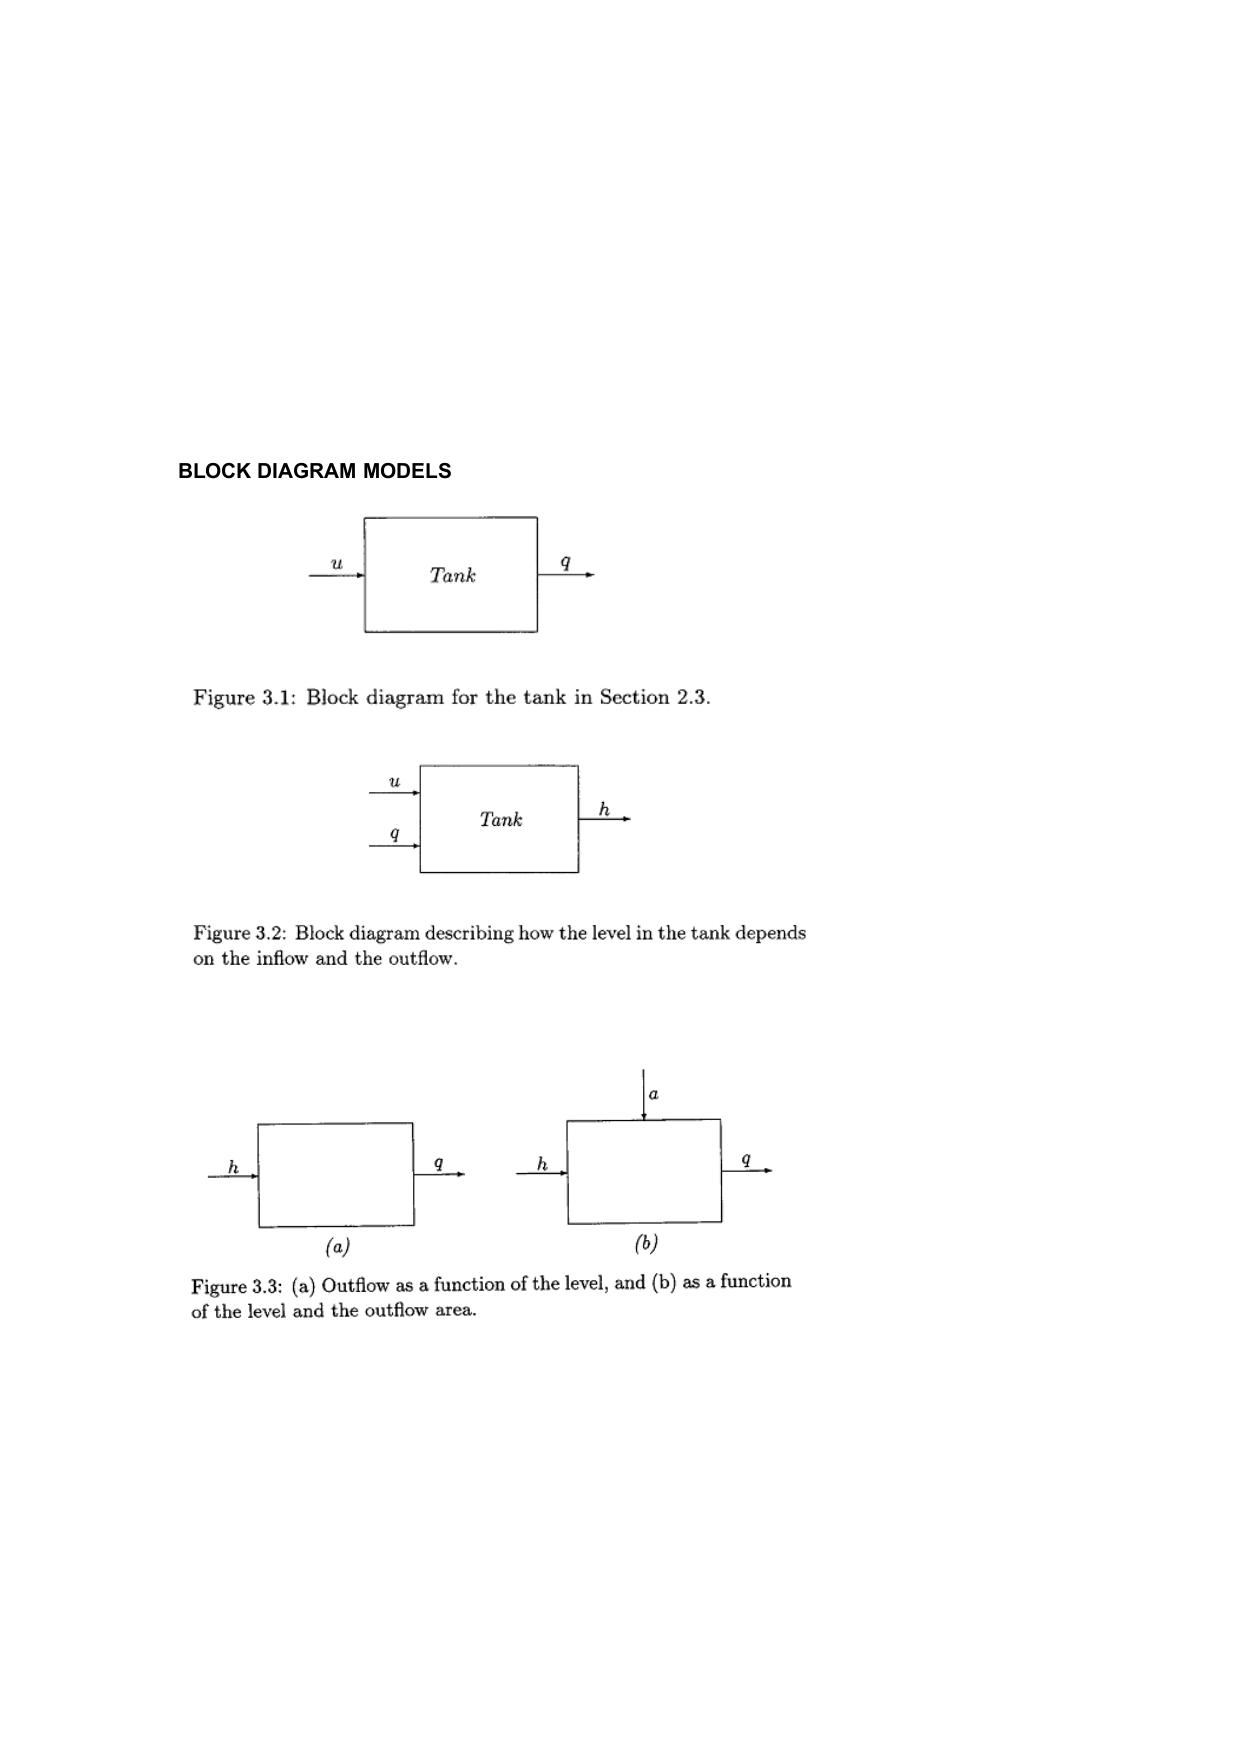 BLOCK DIAGRAM MODELS
u
Tank
q
Figure 3.1: Block diagram for the tank in Section 2.3.
u
q
Tank
h
Figure 3.2: Block diagram describing how the level in the tank depends
on the inflow and the outflow.
h
q
(a)
a
h
q
(b)
Figure 3.3: (a) Outflow as a function of the level, and (b) as a function
of the level and the outflow area.